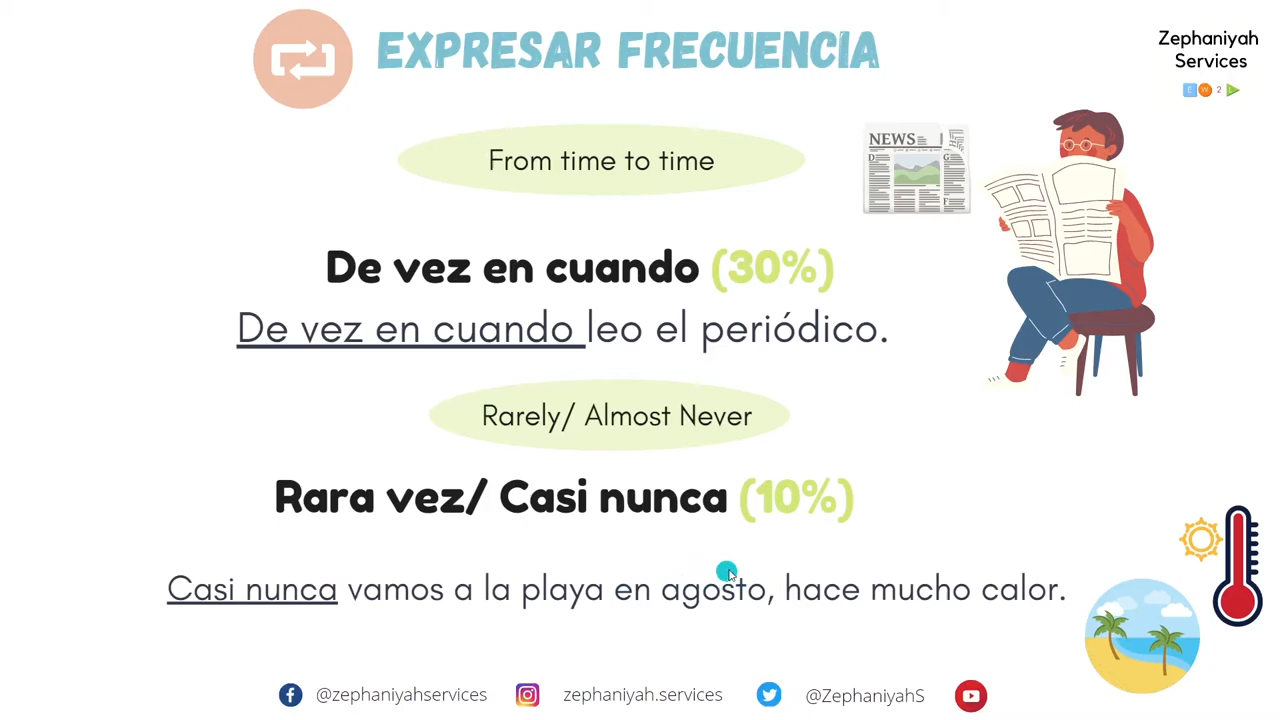 EXPRESAR FRECUENCIA
Zephaniyah
Services
E W 2
From time to time
NEWS
D
G
F
De vez en cuando (30%)
De vez en cuando leo el periódico.
Rarely/ Almost Never
Rara vez/ Casi nunca (10%)
Casi nunca vamos a la playa en agosto, hace mucho calor.
@zephaniyahservices
zephaniyah.services
@ZephaniyahS